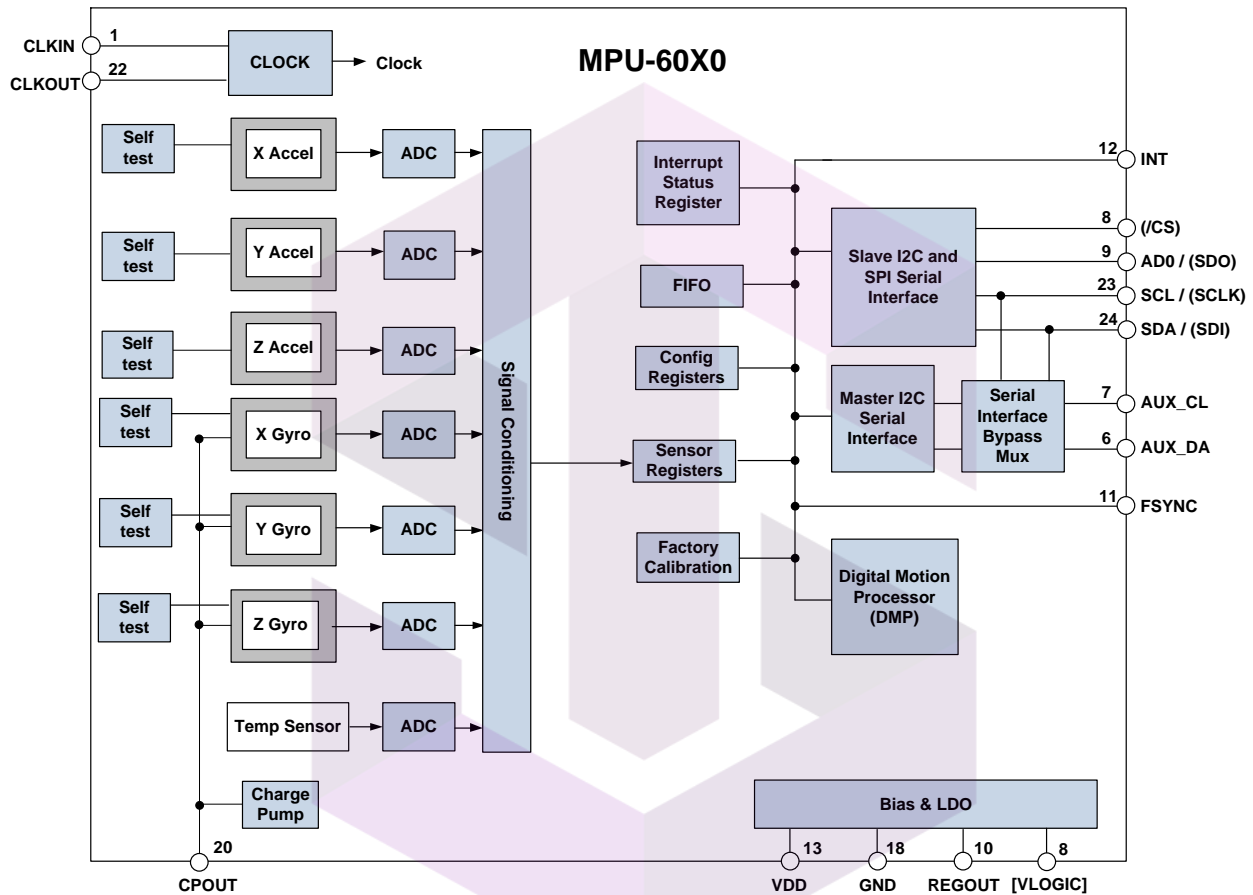 MPU-60X0
1
CLKIN
22
CLKOUT
CLOCK
Clock
Self
test
X Accel
ADC
Self
test
Y Accel
ADC
Self
test
Z Accel
ADC
Self
test
X Gyro
ADC
Self
test
Y Gyro
ADC
Self
test
Z Gyro
ADC
Temp Sensor
ADC
Charge
Pump
20
CPOUT
Signal Conditioning
Interrupt
Status
Register
FIFO
Config
Registers
Sensor
Registers
Factory
Calibration
Slave I2C and
SPI Serial
Interface
Master I2C
Serial
Interface
Serial
Interface
Bypass
Mux
Digital Motion
Processor
(DMP)
12
INT
8
(/CS)
9
AD0 / (SDO)
23
SCL / (SCLK)
24
SDA / (SDI)
7
AUX_CL
6
AUX_DA
11
FSYNC
Bias & LDO
13
VDD
18
GND
10
REGOUT
8
[VLOGIC]